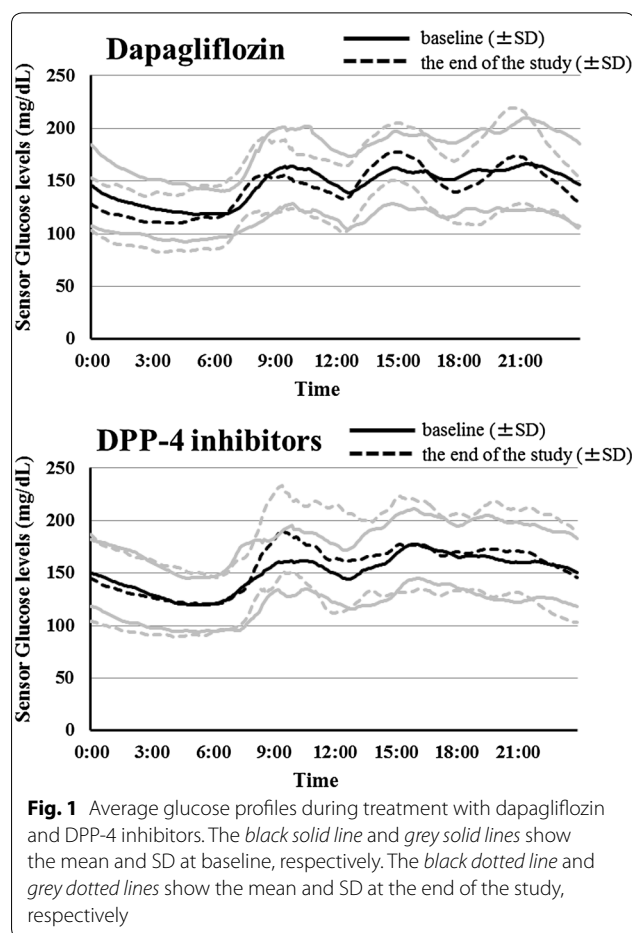 Dapagliflozin
baseline (±SD)
the end of the study (±SD)
Sensor Glucose levels (mg/dL)
250
200
150
100
50
0
0:00 3:00 6:00 9:00 12:00 15:00 18:00 21:00
Time
DPP-4 inhibitors
baseline (±SD)
the end of the study (±SD)
Sensor Glucose levels (mg/dL)
250
200
150
100
50
0
0:00 3:00 6:00 9:00 12:00 15:00 18:00 21:00
Time
Fig. 1 Average glucose profiles during treatment with dapagliflozin
and DPP-4 inhibitors. The black solid line and grey solid lines show
the mean and SD at baseline, respectively. The black dotted line and
grey dotted lines show the mean and SD at the end of the study,
respectively